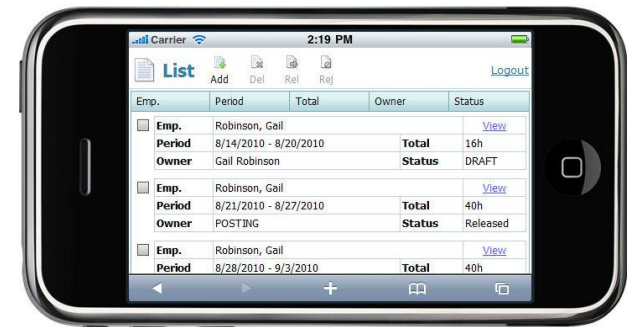 Carrier 2:19 PM
List Add Del Rel Rej Logout
Emp. Period Total Owner Status
Emp. Robinson, Gail View
Period 8/14/2010 - 8/20/2010 Total 16h
Owner Gail Robinson Status DRAFT
Emp. Robinson, Gail View
Period 8/21/2010 - 8/27/2010 Total 40h
Owner POSTING Status Released
Emp. Robinson, Gail View
Period 8/28/2010 - 9/3/2010 Total 40h